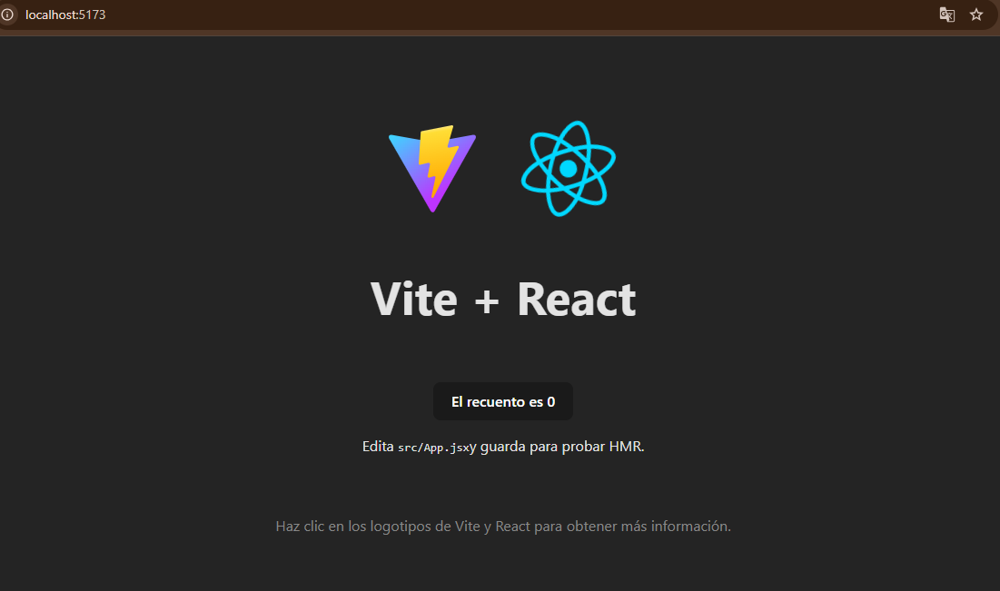 localhost:5173
Vite + React
El recuento es 0
Edita src/App.jsxy guarda para probar HMR.
Haz clic en los logotipos de Vite y React para obtener más información.